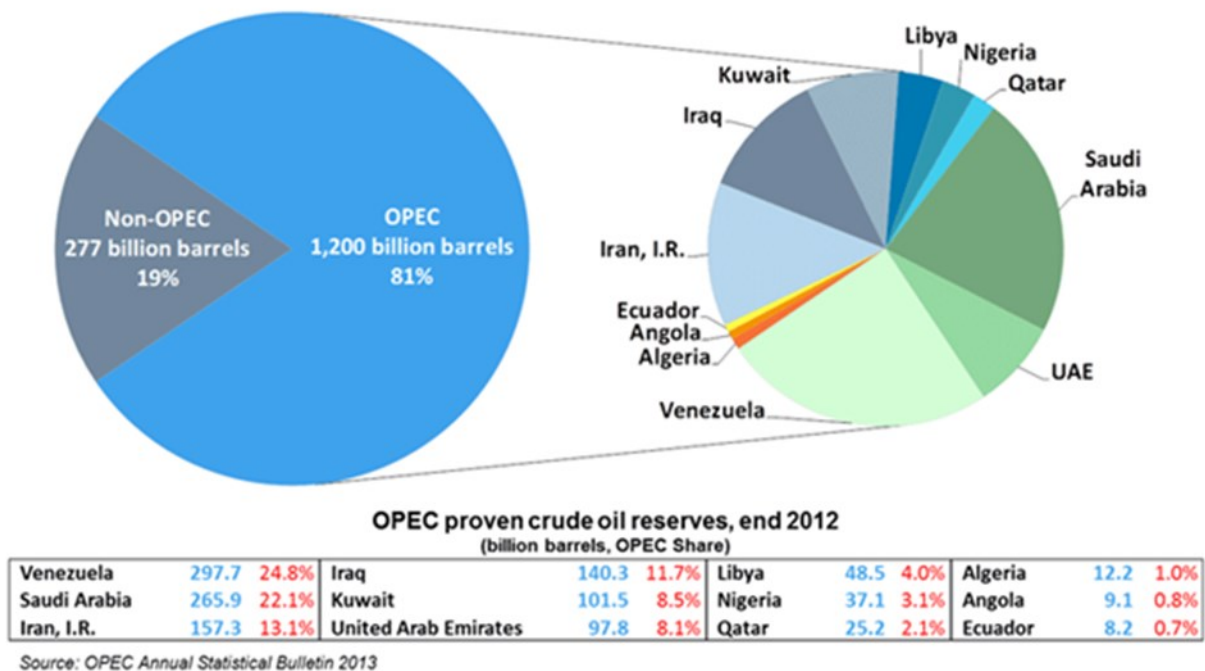 Non-OPEC
277 billion barrels
19%
OPEC
1,200 billion barrels
81%
Libya
Nigeria
Qatar
Kuwait
Iraq
Saudi
Arabia
Iran, I.R.
Ecuador
Angola
Algeria
UAE
Venezuela
OPEC proven crude oil reserves, end 2012
(billion barrels, OPEC Share)
Venezuela 297.7 24.8% Iraq 140.3 11.7% Libya 48.5 4.0% Algeria 12.2 1.0%
Saudi Arabia 265.9 22.1% Kuwait 101.5 8.5% Nigeria 37.1 3.1% Angola 9.1 0.8%
Iran, I.R. 157.3 13.1% United Arab Emirates 97.8 8.1% Qatar 25.2 2.1% Ecuador 8.2 0.7%
Source: OPEC Annual Statistical Bulletin 2013